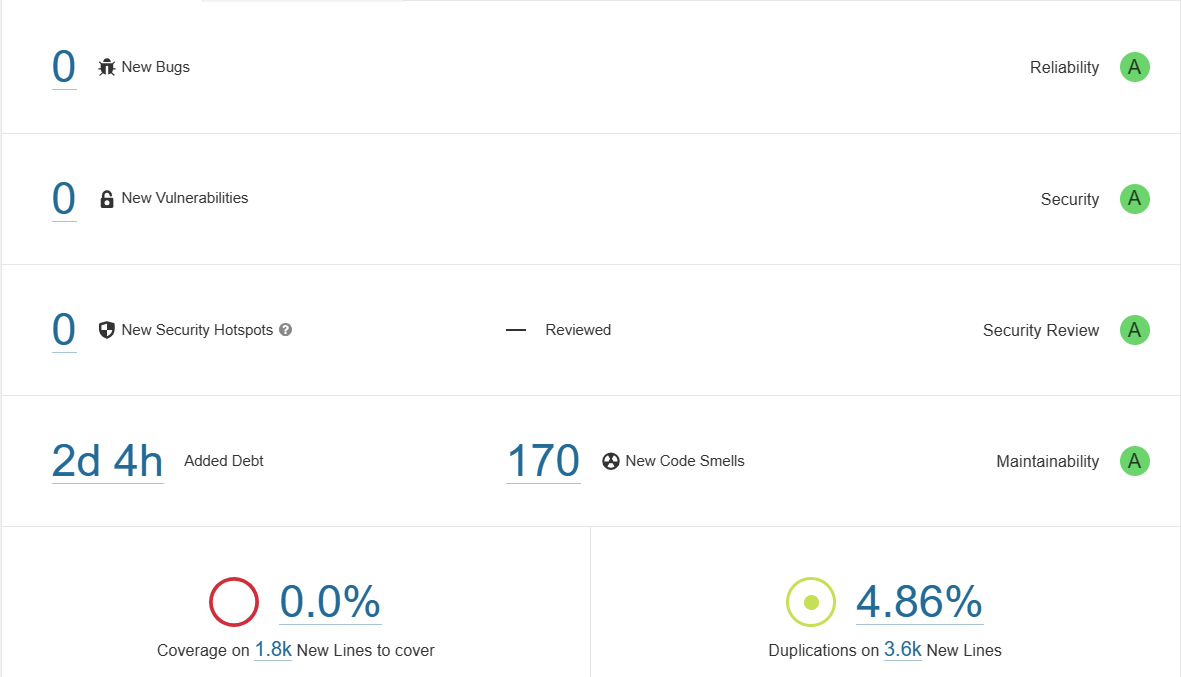 0 New Bugs Reliability A
0 New Vulnerabilities Security A
0 New Security Hotspots ? — Reviewed Security Review A
2d 4h Added Debt 170 New Code Smells Maintainability A
0.0% 4.86%
Coverage on 1.8k New Lines to cover Duplications on 3.6k New Lines